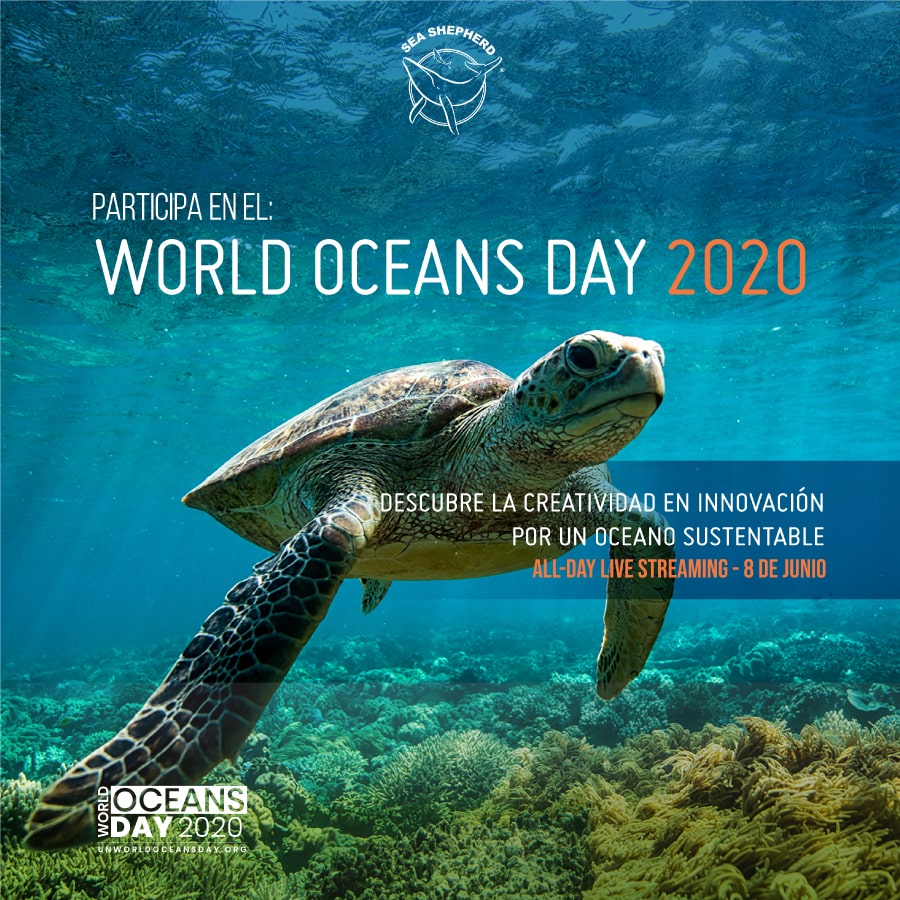 SEA SHEPHERD
®
PARTICIPA EN EL:
WORLD OCEANS DAY 2020
DESCUBRE LA CREATIVIDAD EN INNOVACIÓN
POR UN OCEANO SUSTENTABLE
ALL-DAY LIVE STREAMING - 8 DE JUNIO
WORLD
OCEANS
DAY 2020
UNWORLDOCEANSDAY.ORG